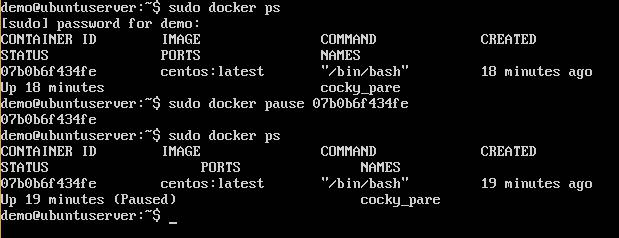 demo@ubuntuserver:~$ sudo docker ps
[sudo] password for demo:
CONTAINER ID IMAGE COMMAND CREATED
STATUS PORTS NAMES
07b0b6f434fe centos:latest "/bin/bash" 18 minutes ago
Up 18 minutes cocky_pare
demo@ubuntuserver:~$ sudo docker pause 07b0b6f434fe
07b0b6f434fe
demo@ubuntuserver:~$ sudo docker ps
CONTAINER ID IMAGE COMMAND CREATED
STATUS PORTS NAMES
07b0b6f434fe centos:latest "/bin/bash" 19 minutes ago
Up 19 minutes (Paused) cocky_pare
demo@ubuntuserver:~$ _